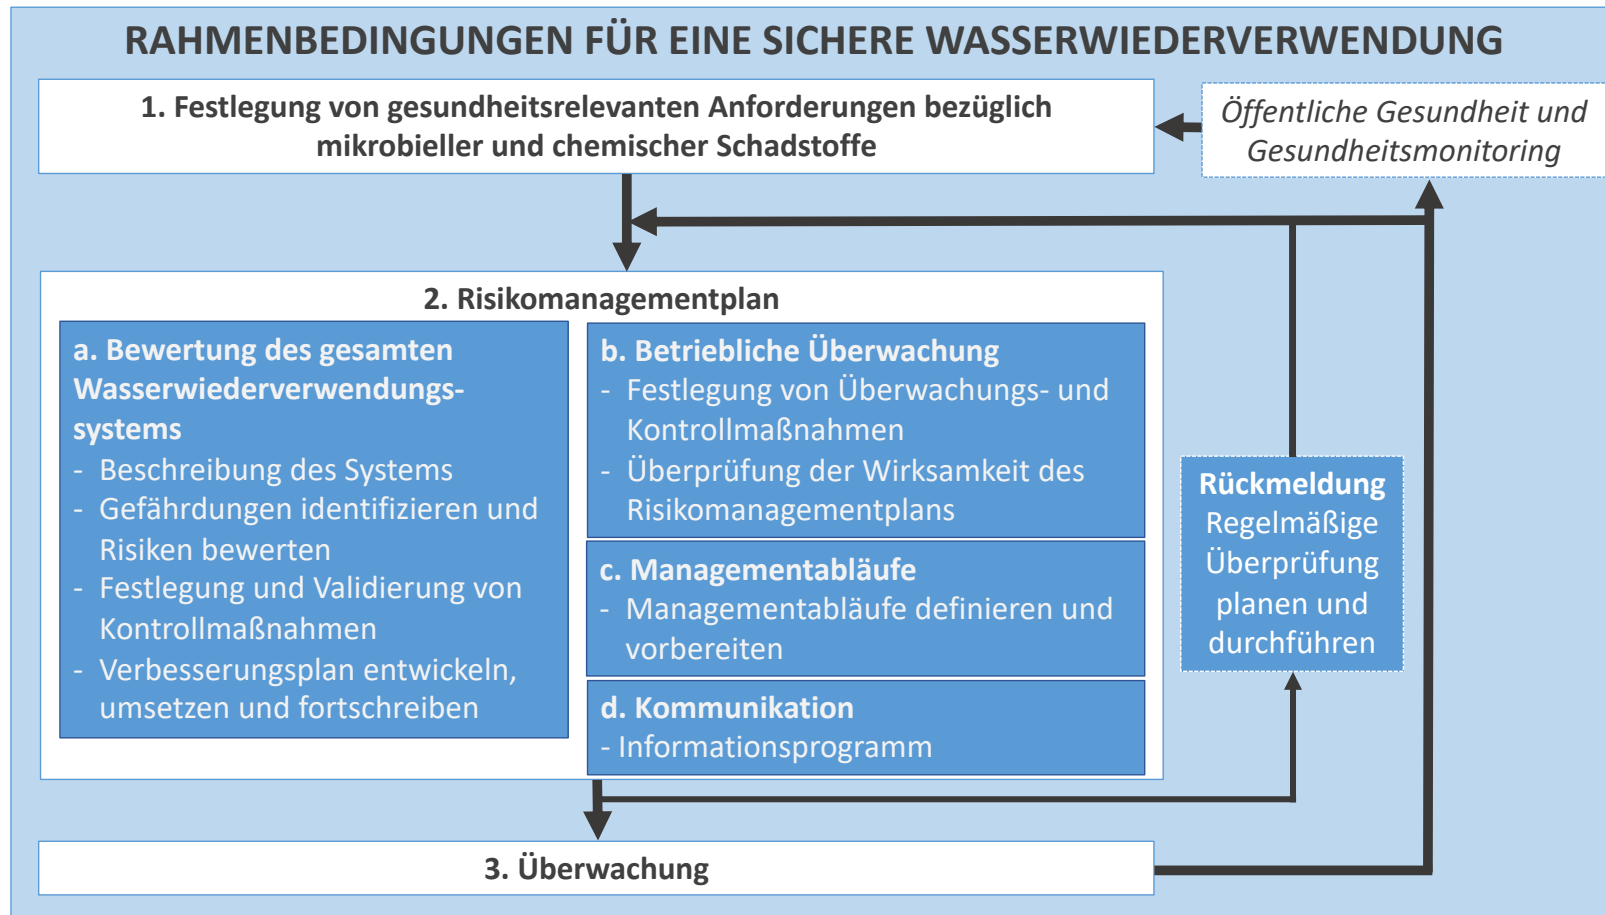 RAHMENBEDINGUNGEN FÜR EINE SICHERE WASSERWIEDERVERWENDUNG
1. Festlegung von gesundheitsrelevanten Anforderungen bezüglich
mikrobieller und chemischer Schadstoffe
Öffentliche Gesundheit und
Gesundheitsmonitoring
2. Risikomanagementplan
a. Bewertung des gesamten
Wasserwiederverwendungs-
systems
- Beschreibung des Systems
- Gefährdungen identifizieren und
Risiken bewerten
- Festlegung und Validierung von
Kontrollmaßnahmen
- Verbesserungsplan entwickeln,
umsetzen und fortschreiben
b. Betriebliche Überwachung
- Festlegung von Überwachungs- und
Kontrollmaßnahmen
- Überprüfung der Wirksamkeit des
Risikomanagementplans
c. Managementabläufe
- Managementabläufe definieren und
vorbereiten
d. Kommunikation
- Informationsprogramm
Rückmeldung
Regelmäßige
Überprüfung
planen und
durchführen
3. Überwachung